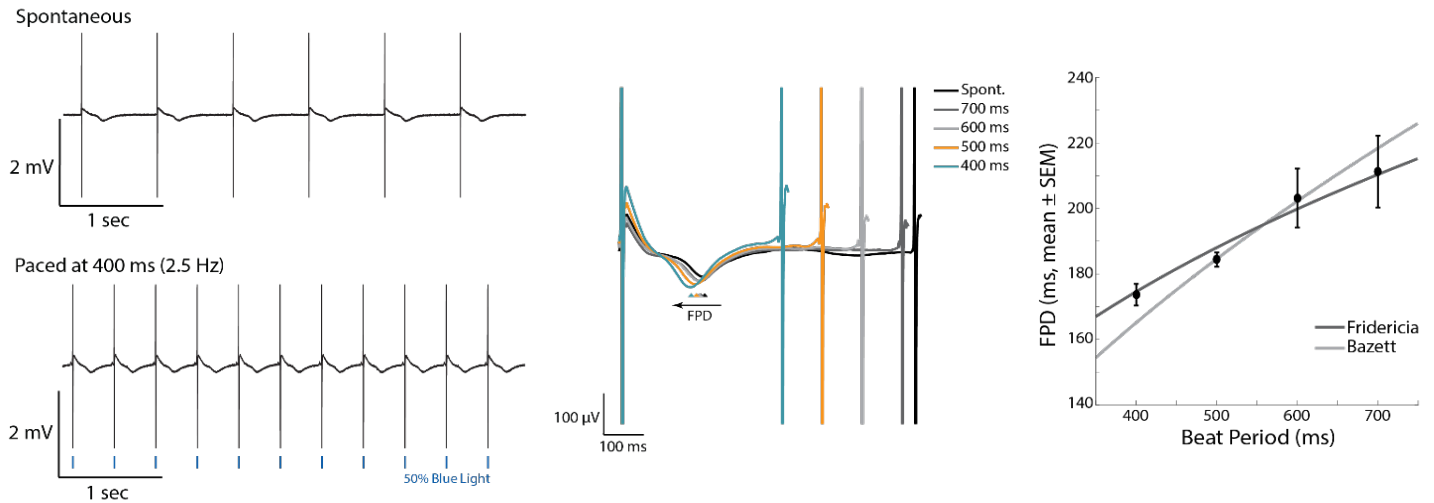 Spontaneous
2 mV
1 sec
Paced at 400 ms (2.5 Hz)
2 mV
50% Blue Light
1 sec
Spont.
700 ms
600 ms
500 ms
400 ms
FPD
100 µV
100 ms
FPD (ms, mean ± SEM)
240
220
200
180
160
140
Fridericia
Bazett
400 500 600 700
Beat Period (ms)